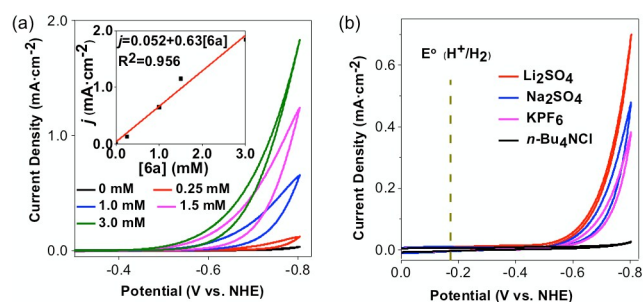 (a)
2.0
1.0
0.0
Current Density (mA·cm⁻²)
-0.4
-0.6
-0.8
Potential (V vs. NHE)
2.0
1.0
0.0
j (mA·cm⁻²)
j=0.052+0.63[6a]
R²=0.956
0.0
1.0
2.0
3.0
[6a] (mM)
0 mM
0.25 mM
1.0 mM
1.5 mM
3.0 mM
(b)
E° (H⁺/H2)
Li₂SO₄
Na₂SO₄
KPF₆
n-Bu₄NCl
0.6
0.4
0.2
0.0
Current Density (mA·cm⁻²)
0.0
-0.2
-0.4
-0.6
-0.8
Potential (V vs. NHE)